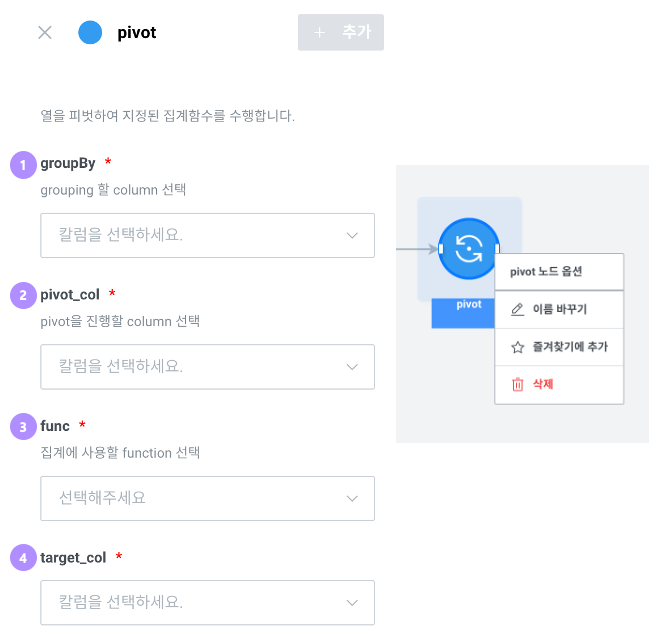 pivot
+ 추가
열을 피벗하여 지정된 집계함수를 수행합니다.
1 groupBy *
grouping 할 column 선택
칼럼을 선택하세요.
2 pivot_col *
pivot을 진행할 column 선택
칼럼을 선택하세요.
3 func *
집계에 사용할 function 선택
선택해주세요
4 target_col *
칼럼을 선택하세요.
pivot
pivot 노드 옵션
이름 바꾸기
즐겨찾기에 추가
삭제